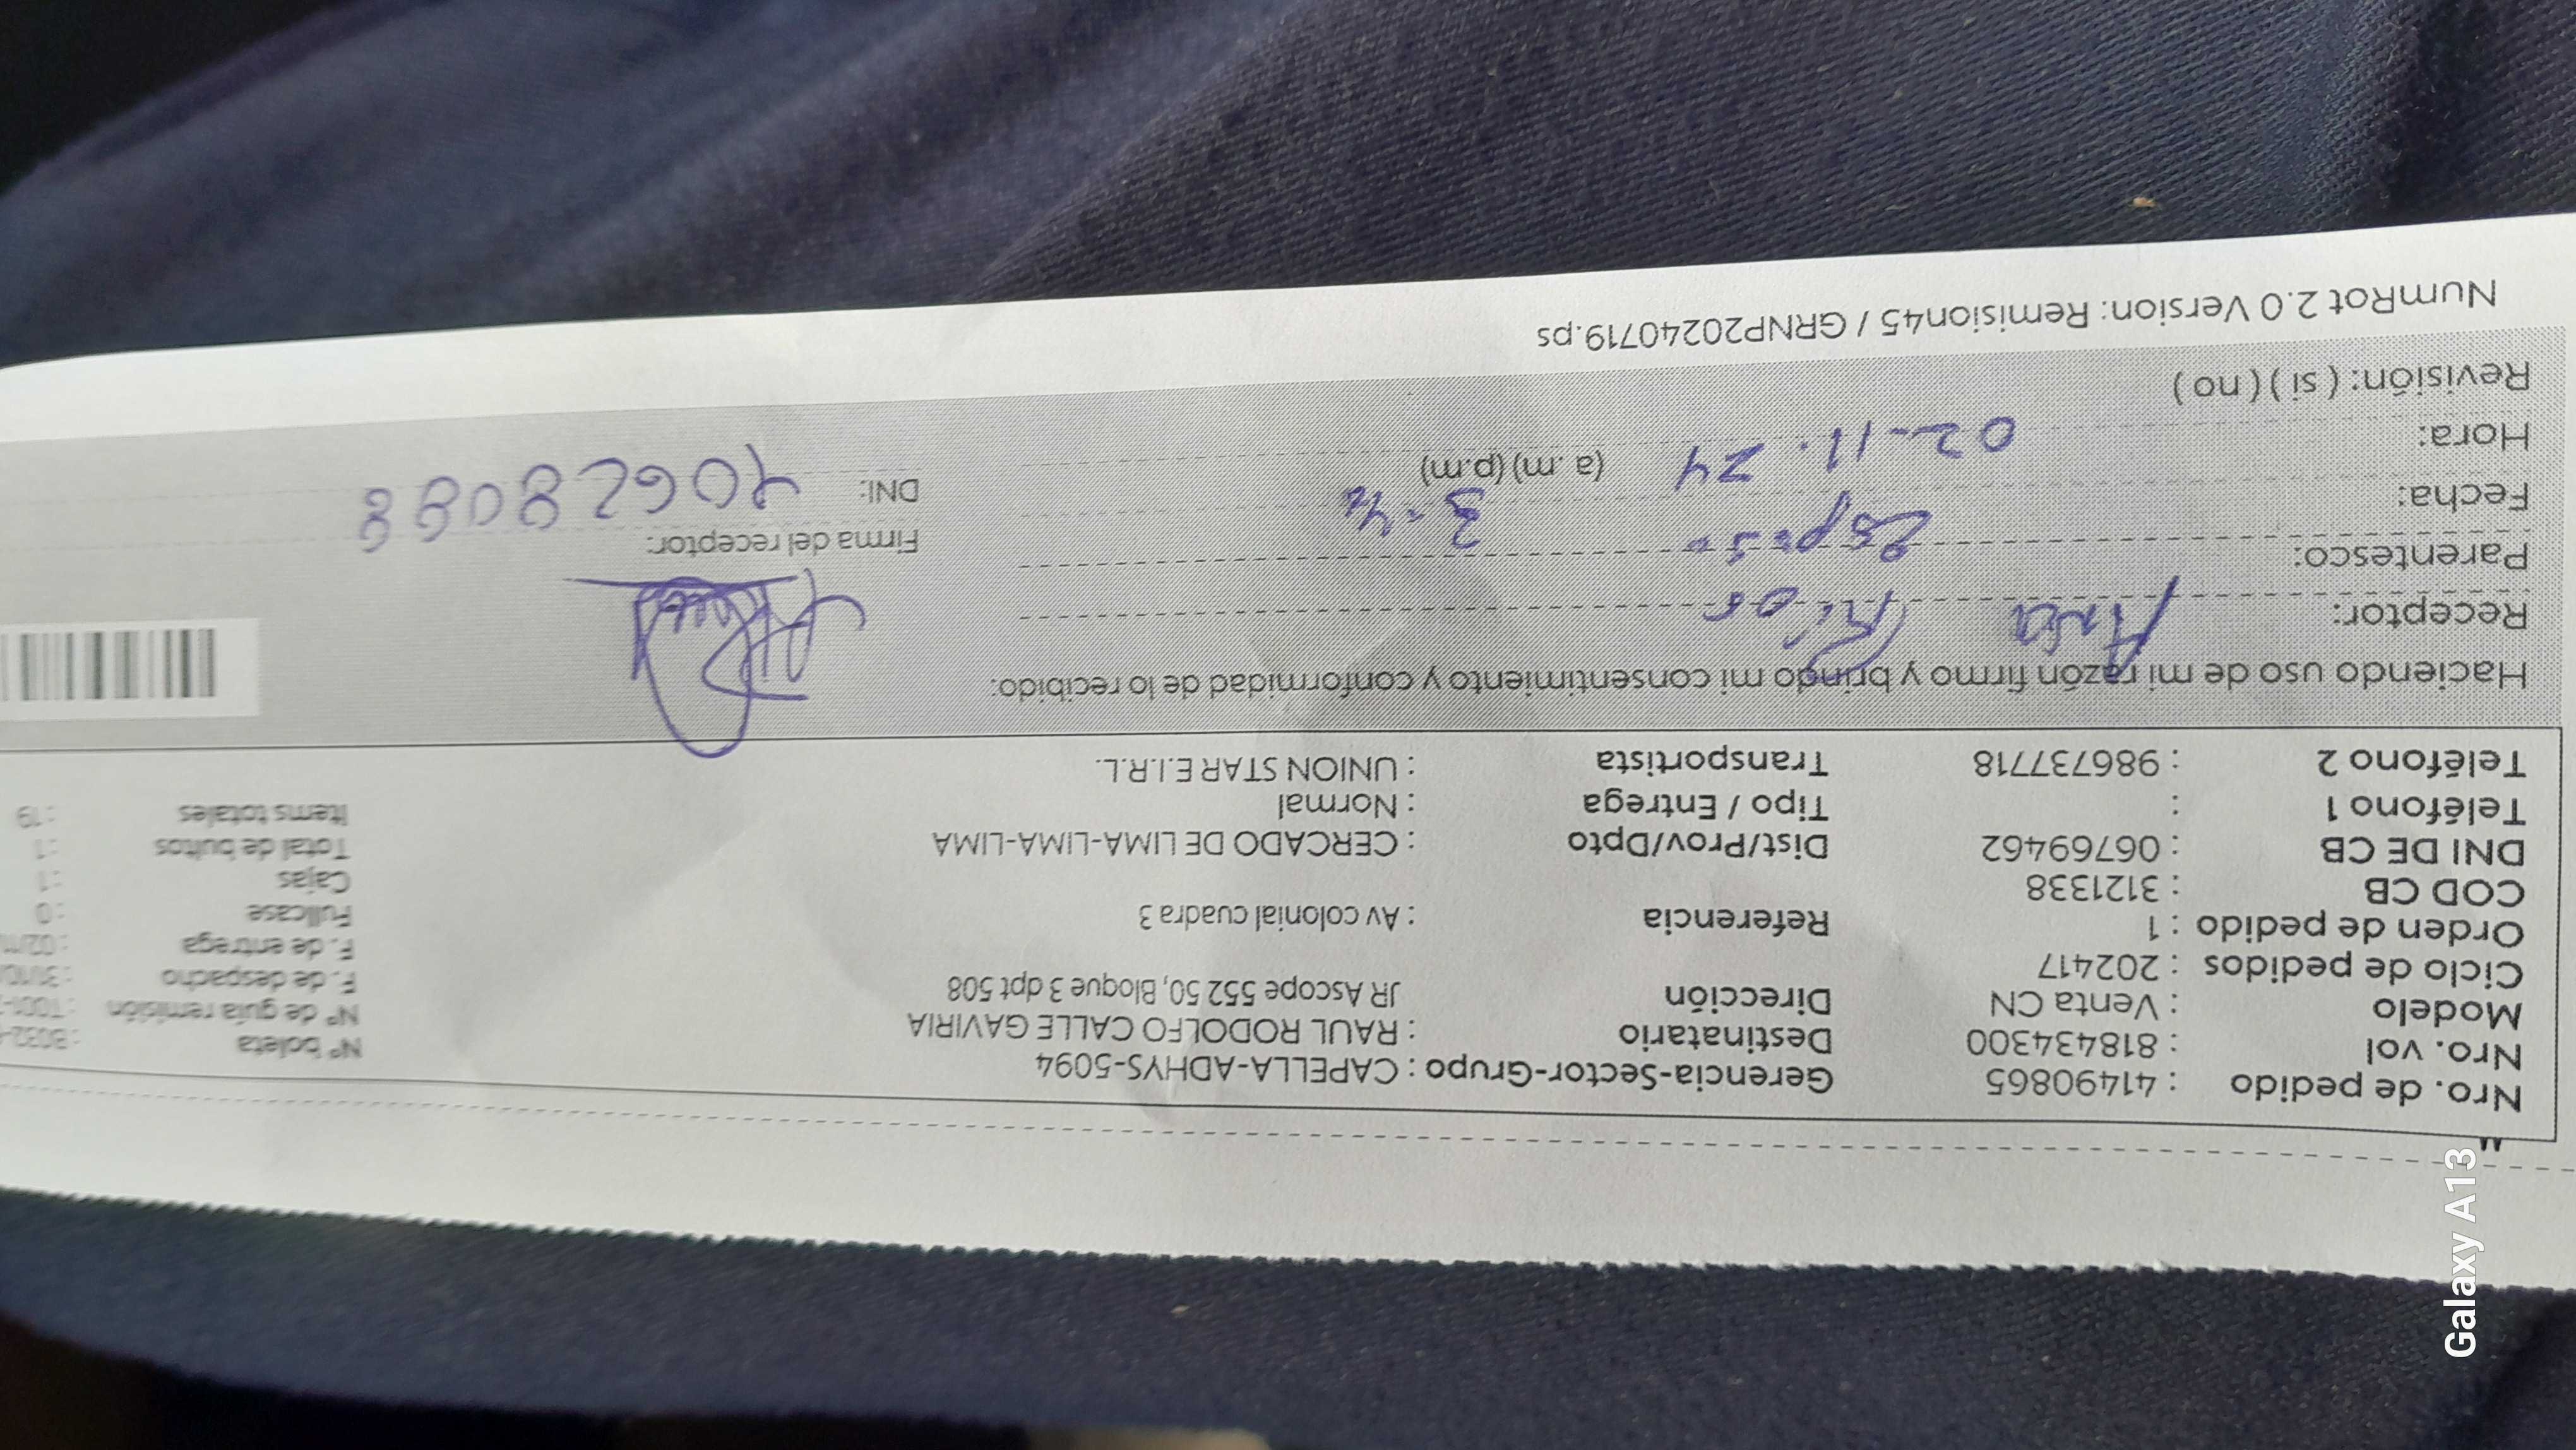 Nro. de pedido : 41490865 Gerencia-Sector-Grupo : CAPELLA-ADHYS-5094
Nro. vol : 818434300 Destinatario : RAUL RODOLFO CALLE GAVIRIA Nº boleta
Modelo : Venta CN Dirección JR Ascope 552 50, Bloque 3 dpt 508 Nº de guía remisión
Ciclo de pedidos : 202417 F. de despacho
Orden de pedido : 1 Referencia : Av colonial cuadra 3 F. de entrega
COD CB : 3121338 Fullcase : 0
DNI DE CB : 06769462 Dist/Prov/Dpto : CERCADO DE LIMA-LIMA-LIMA Cajas : 1
Teléfono 1 : Tipo / Entrega : Normal Total de bultos : 1
Teléfono 2 : 986737718 Transportista : UNION STAR E.I.R.L. Items totales : 19
Haciendo uso de mi razón firmo y brindo mi consentimiento y conformidad de lo recibido:
Receptor: Ana
Parentesco: esposo Firma del receptor:
Fecha: 02-11-24 DNI: 40628088
Hora: (a.m) (p.m)
Revisión: ( si ) ( no )
NumRot 2.0 Version: Remision45 / GRNP20240719.ps
Galaxy A13